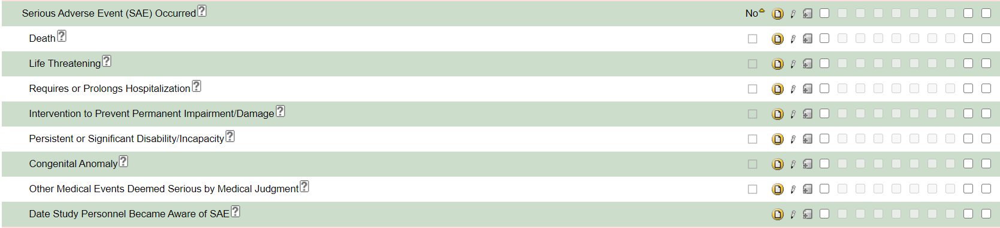 Serious Adverse Event (SAE) Occurred ? No
Death ?
Life Threatening ?
Requires or Prolongs Hospitalization ?
Intervention to Prevent Permanent Impairment/Damage ?
Persistent or Significant Disability/Incapacity ?
Congenital Anomaly ?
Other Medical Events Deemed Serious by Medical Judgment ?
Date Study Personnel Became Aware of SAE ?